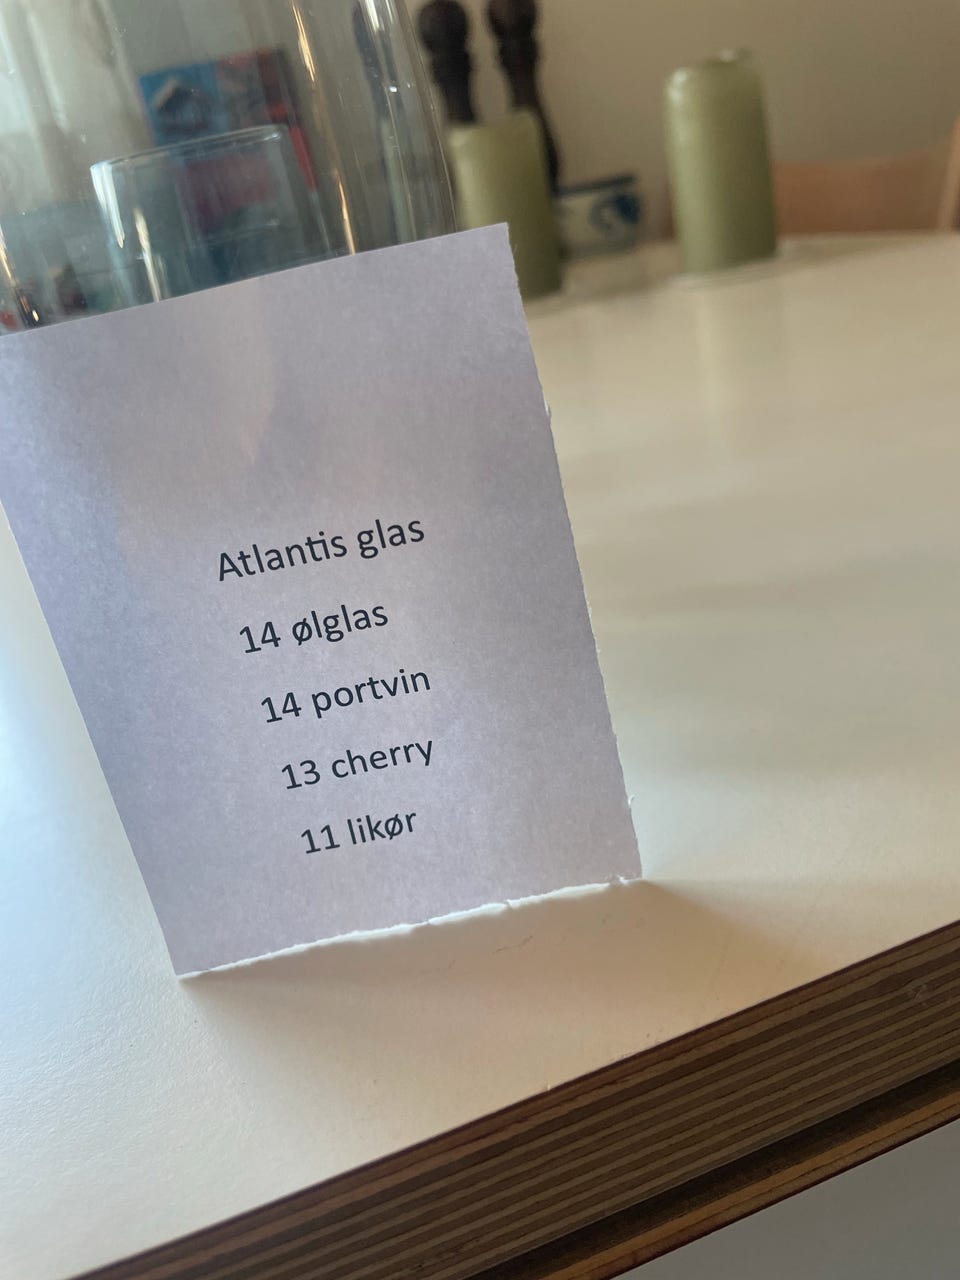 Atlantis glas
14 ølglas
14 portvin
13 cherry
11 likør